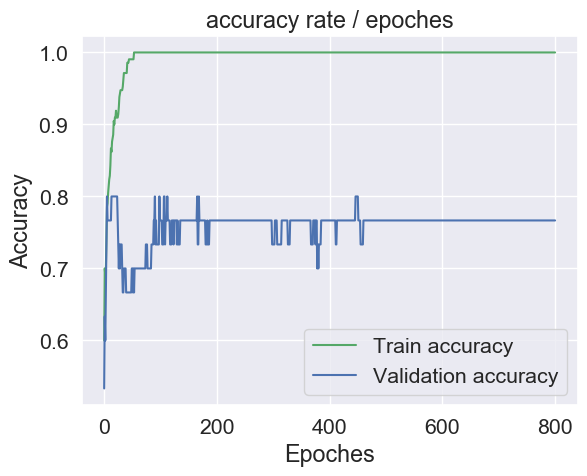 accuracy rate / epoches
1.0
0.9
0.8
0.7
0.6
Accuracy
Train accuracy
Validation accuracy
0 200 400 600 800
Epoches